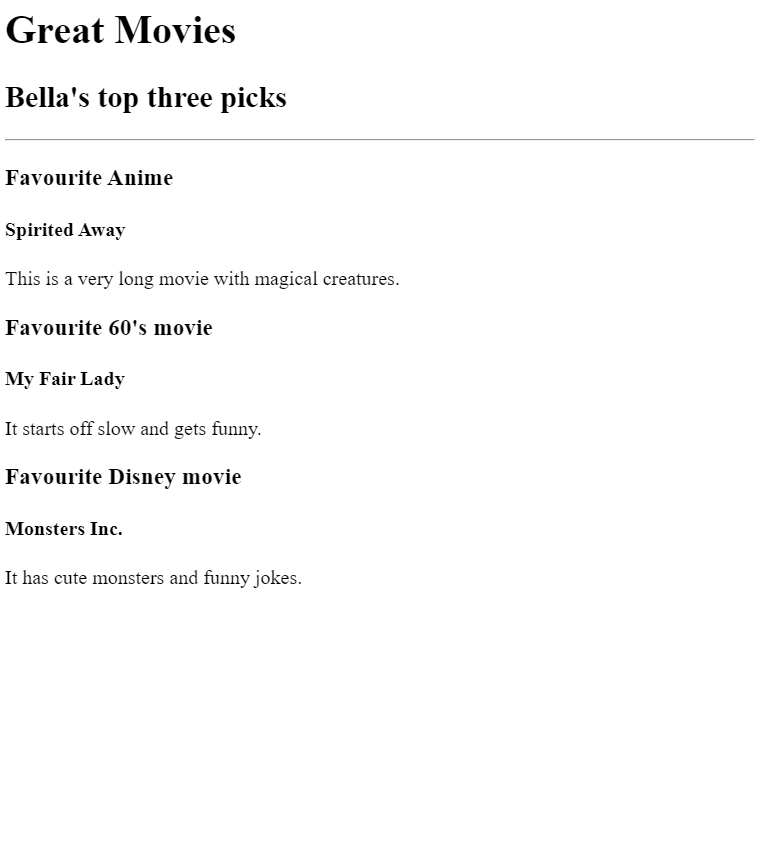 Great Movies
Bella's top three picks
Favourite Anime
Spirited Away
This is a very long movie with magical creatures.
Favourite 60's movie
My Fair Lady
It starts off slow and gets funny.
Favourite Disney movie
Monsters Inc.
It has cute monsters and funny jokes.